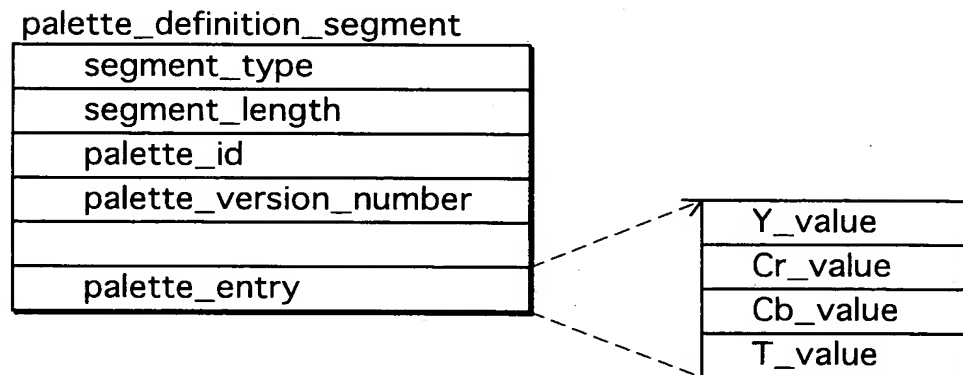 palette_definition_segment
segment_type
segment_length
palette_id
palette_version_number
palette_entry
Y_value
Cr_value
Cb_value
T_value